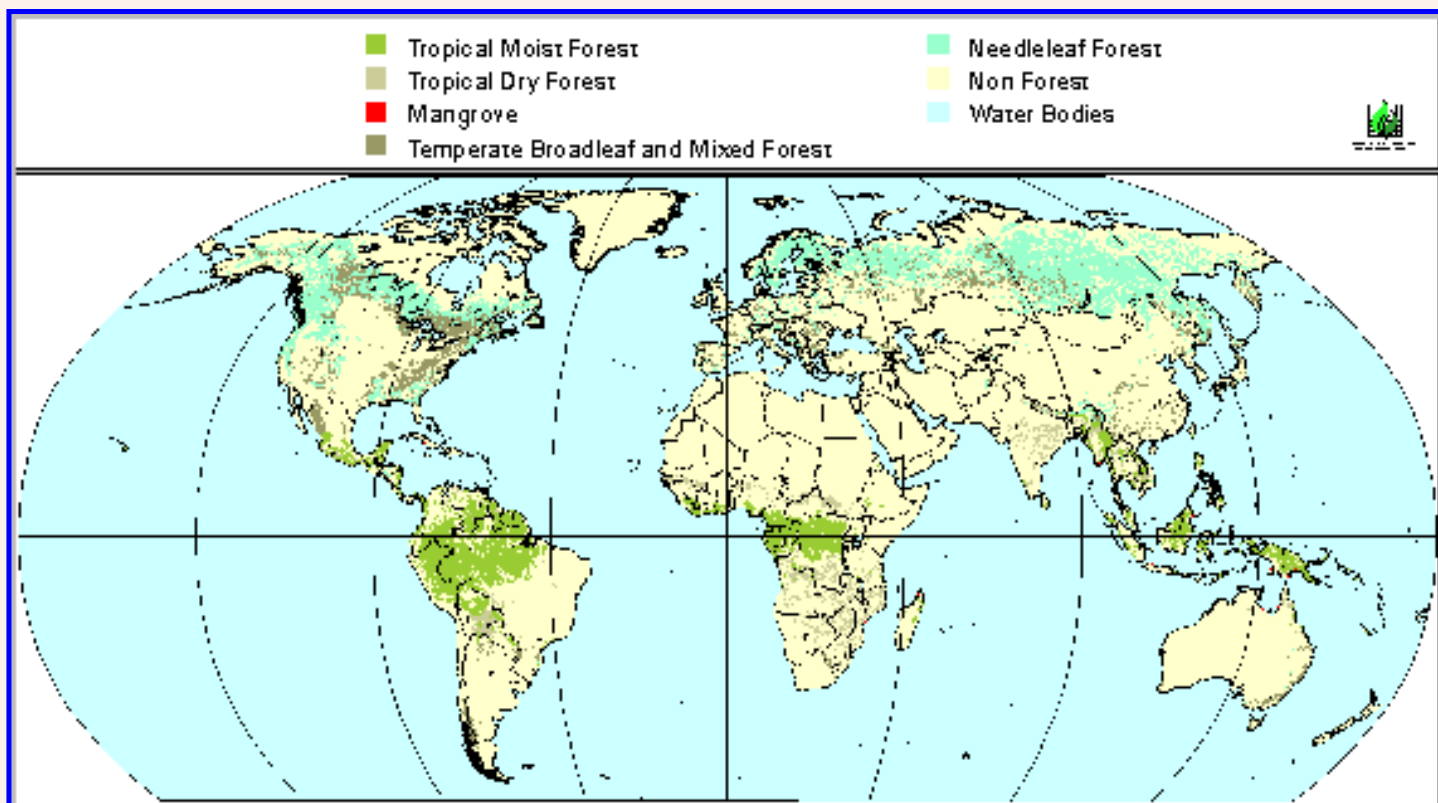 Tropical Moist Forest
Tropical Dry Forest
Mangrove
Temperate Broadleaf and Mixed Forest
Needleleaf Forest
Non Forest
Water Bodies